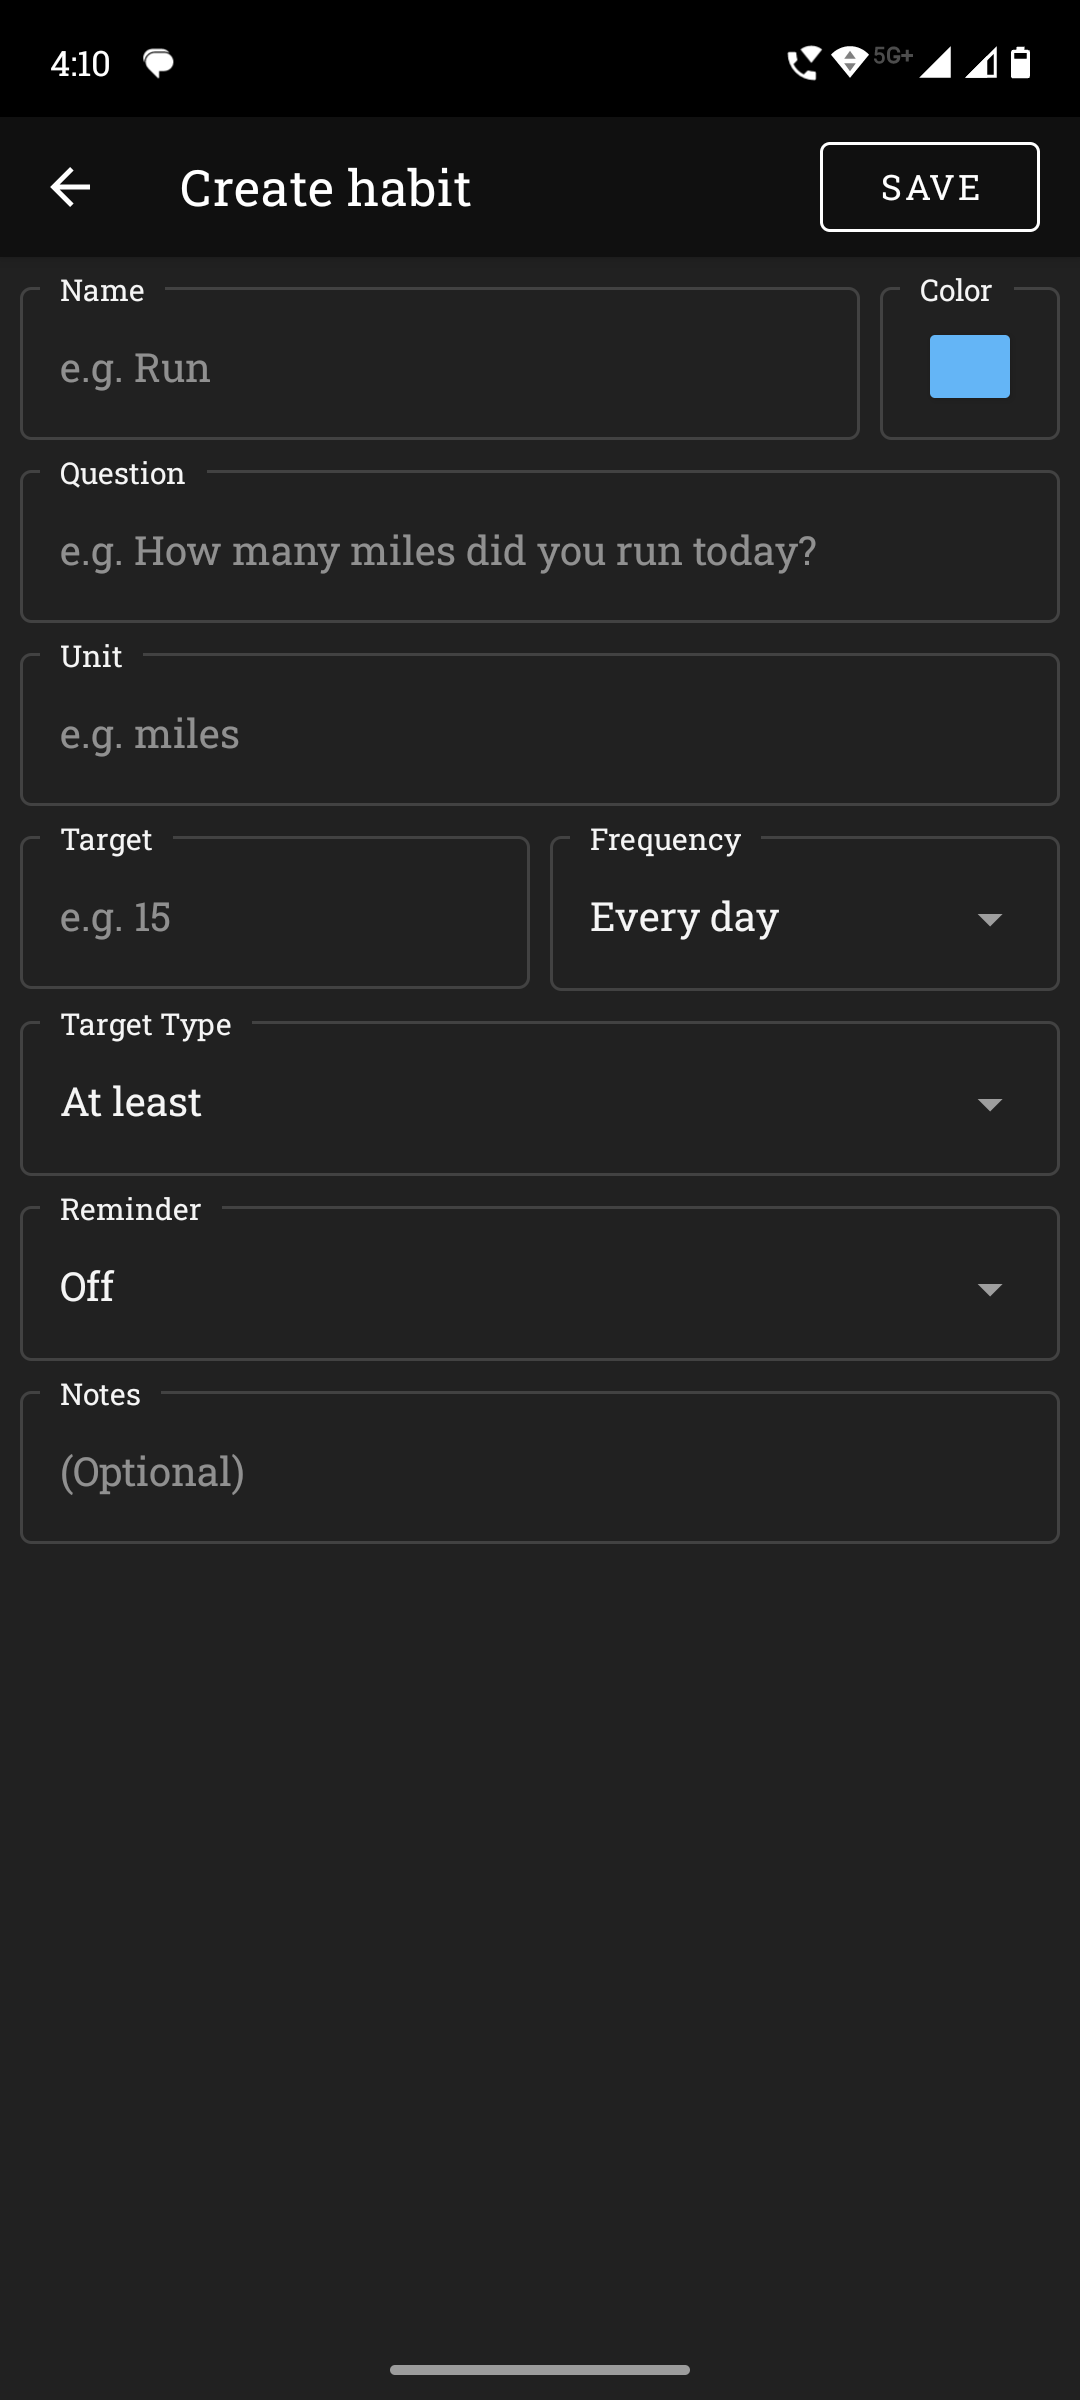 4:10
5G+
Create habit
SAVE
Name
Color
e.g. Run
Question
e.g. How many miles did you run today?
Unit
e.g. miles
Target
Frequency
e.g. 15
Every day
Target Type
At least
Reminder
Off
Notes
(Optional)